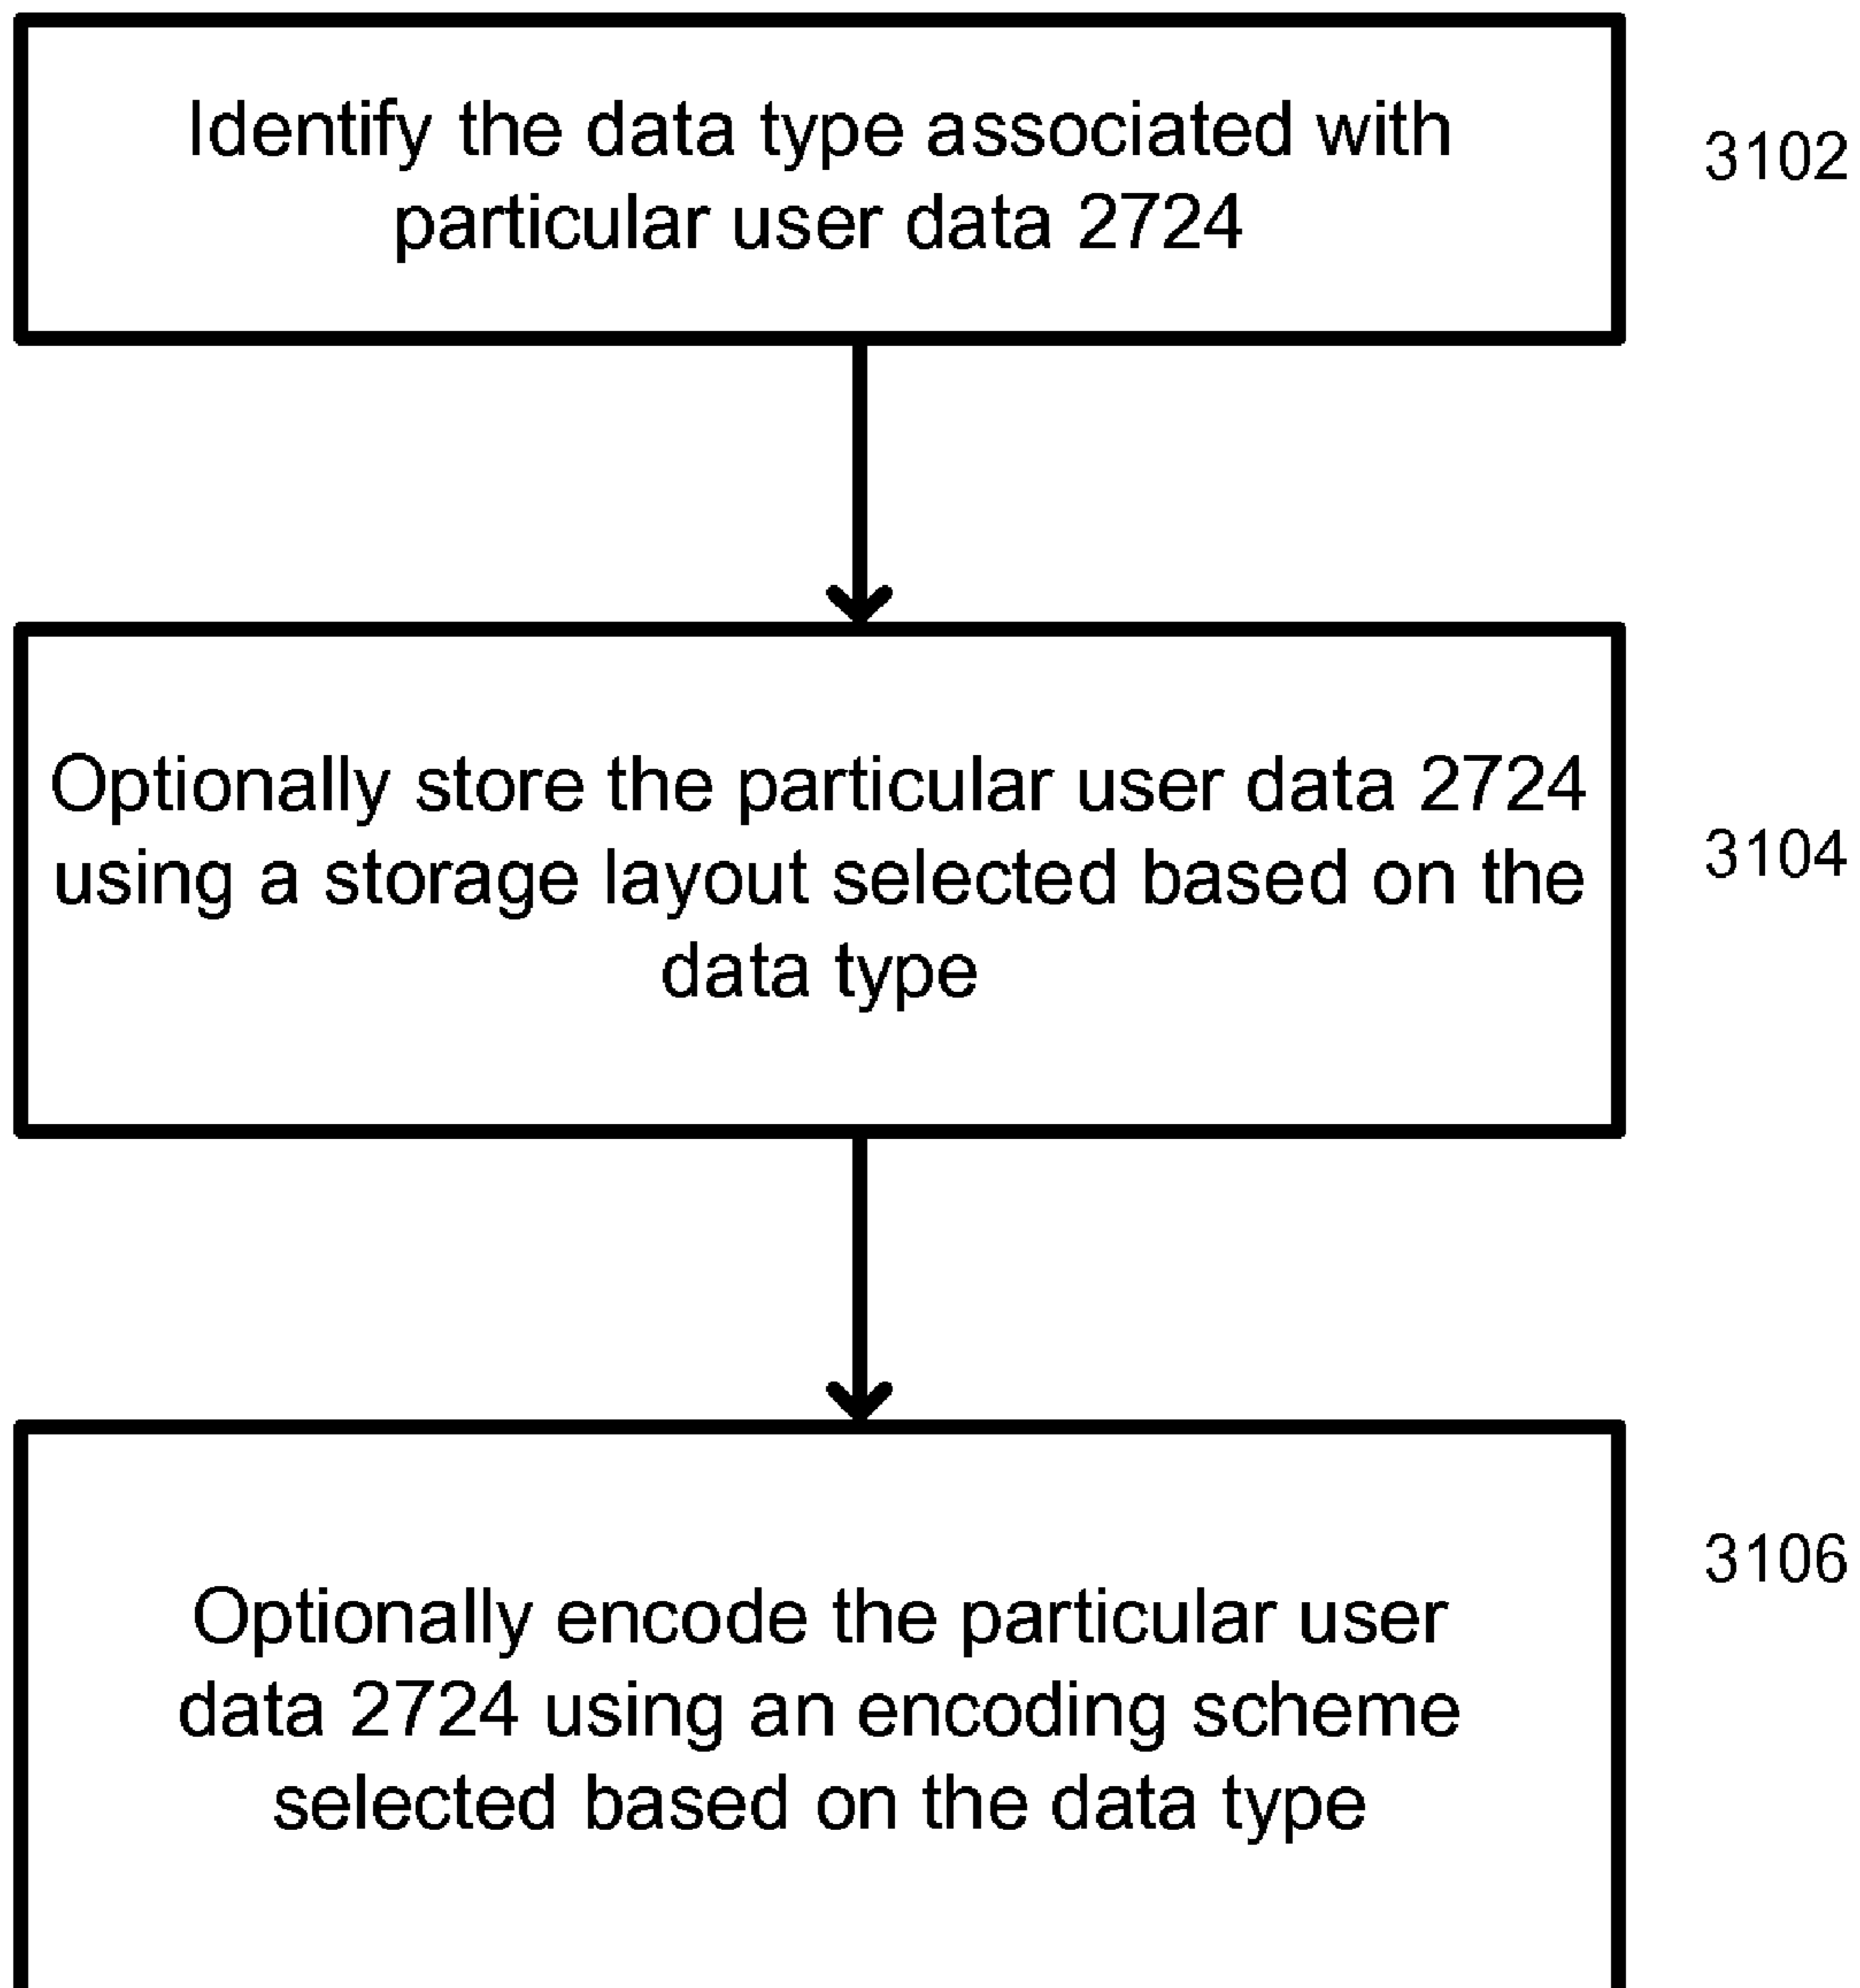 Identify the data type associated with
particular user data 2724
3102
Optionally store the particular user data 2724
using a storage layout selected based on the
data type
3104
Optionally encode the particular user
data 2724 using an encoding scheme
selected based on the data type
3106